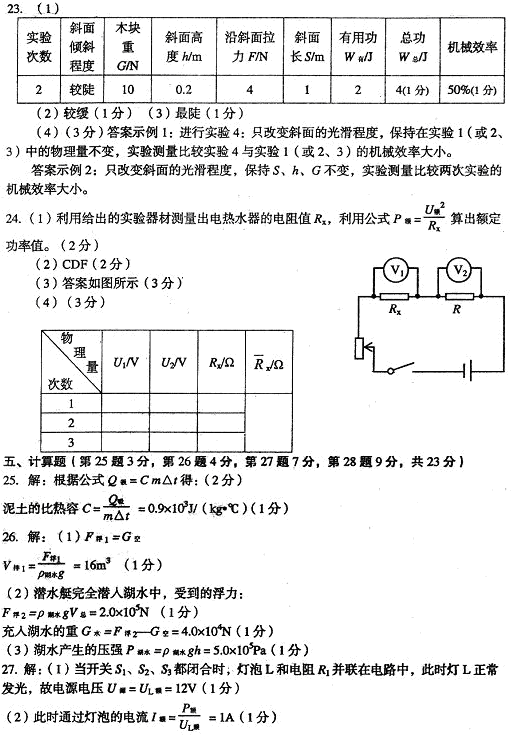 23. (1)
实验次数 斜面倾斜程度 木块重 G/N 斜面高度 h/m 沿斜面拉力 F/N 斜面长 S/m 有用功 W有/J 总功 W总/J 机械效率
2 较陡 10 0.2 4 1 2 4(1分) 50%(1分)
(2)较缓(1分) (3)最陡(1分)
(4)(3分)答案示例1:进行实验4:只改变斜面的光滑程度,保持在实验1(或2、
3)中的物理量不变,实验测量比较实验4与实验1(或2、3)的机械效率大小。
答案示例2:只改变斜面的光滑程度,保持S、h、G不变,实验测量比较两次实验的
机械效率大小。
24.(1)利用给出的实验器材测量出电热水器的电阻值Rx,利用公式P额=U额²/Rx 算出额定
功率值。(2分)
(2)CDF(2分)
(3)答案如图所示(3分)
(4)(3分)
V1 V2
Rx R
物理量 次数 U1/V U2/V Rx/Ω R̄x/Ω
1
2
3
五、计算题(第25题3分,第26题4分,第27题7分,第28题9分,共23分)
25. 解:根据公式Q吸=Cm△t得:(2分)
泥土的比热容C=Q吸/m△t=0.9×10³J/(kg•℃)(1分)
26. 解:(1)F浮1=G空
V排1=F浮1/ρ湖水g=16m³ (1分)
(2)潜水艇完全潜人湖水中,受到的浮力:
F浮2=ρ湖水gV总=2.0×10⁵N (1分)
充人湖水的重G水=F浮2—G空=4.0×10⁴N(1分)
(3)湖水产生的压强P湖水=ρ湖水gh=5.0×10⁵Pa(1分)
27. 解:(I)当开关S1、S2、S3都闭合时,灯泡L和电阻R1并联在电路中,此时灯L正常
发光,故电源电压U源=UL额=12V(1分)
(2)此时通过灯泡的电流I额=P额/UL额=1A(1分)